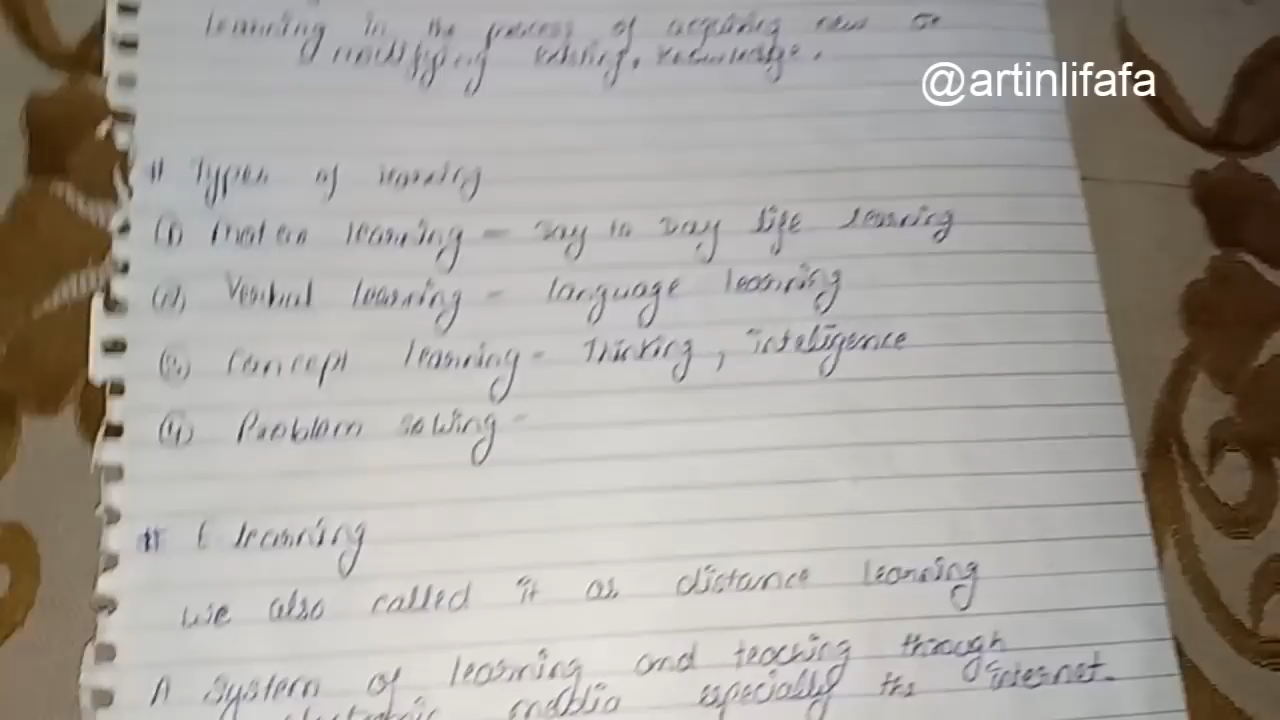 learning is the process of acquiring new or
modifying existing knowledge.
@artinlifafa
# Types of learning
(1) learning - Day to Day life learning
(2) Verbal learning - language learning
(3) Concept learning - Thinking, inteligence
(4) Problem solving -
# E learning
we also called it as distance learning
A system of learning and teaching through
especially the internet.